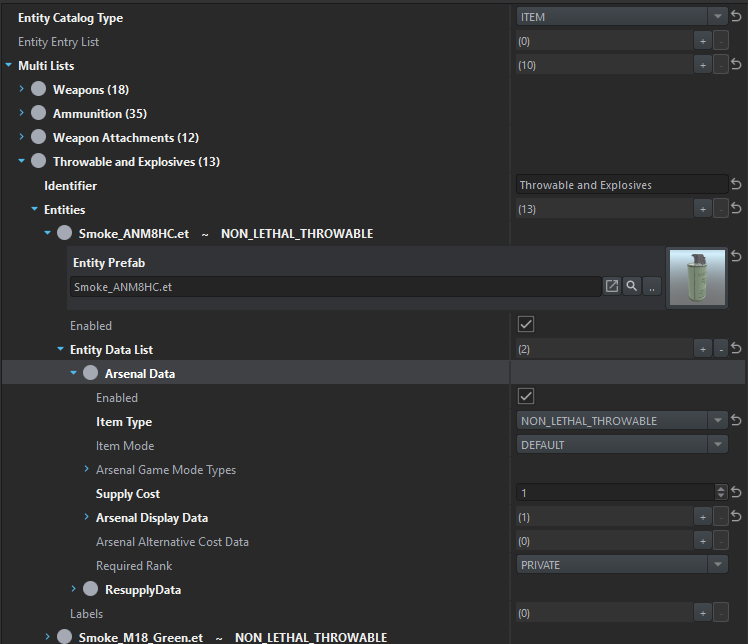 Entity Catalog Type ITEM
Entity Entry List (0) + -
Multi Lists (10) + -
Weapons (18)
Ammunition (35)
Weapon Attachments (12)
Throwable and Explosives (13)
Identifier Throwable and Explosives
Entities (13) + -
Smoke_ANM8HC.et ~ NON_LETHAL_THROWABLE
Entity Prefab
Smoke_ANM8HC.et ..
Enabled
Entity Data List (2) + -
Arsenal Data
Enabled
Item Type NON_LETHAL_THROWABLE
Item Mode DEFAULT
Arsenal Game Mode Types
Supply Cost 1
Arsenal Display Data (1) + -
Arsenal Alternative Cost Data (0) + -
Required Rank PRIVATE
ResupplyData
Labels (0) + -
Smoke_M18_Green.et ~ NON_LETHAL_THROWABLE